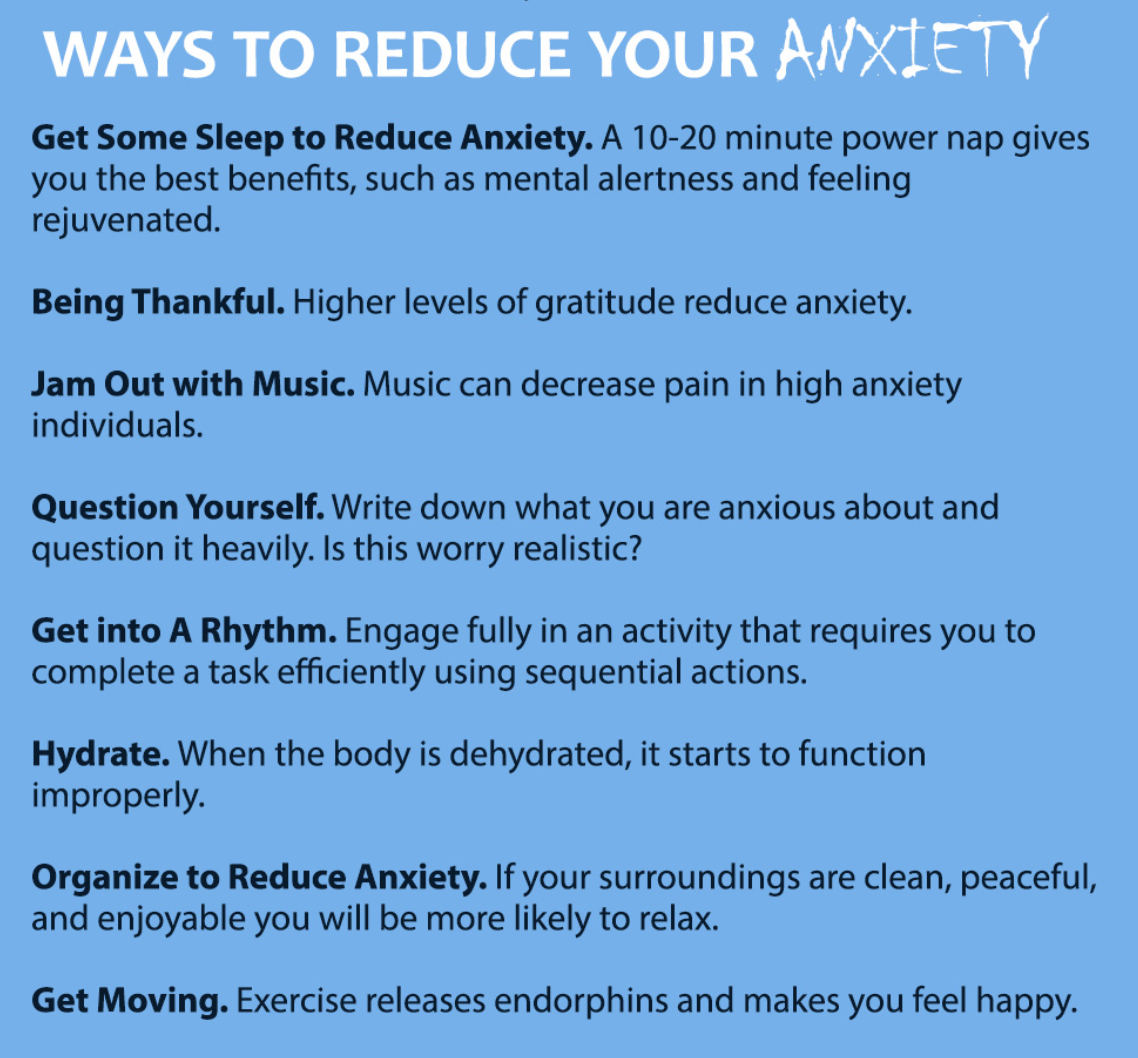 WAYS TO REDUCE YOUR ANXIETY
Get Some Sleep to Reduce Anxiety. A 10-20 minute power nap gives
you the best benefits, such as mental alertness and feeling
rejuvenated.
Being Thankful. Higher levels of gratitude reduce anxiety.
Jam Out with Music. Music can decrease pain in high anxiety
individuals.
Question Yourself. Write down what you are anxious about and
question it heavily. Is this worry realistic?
Get into A Rhythm. Engage fully in an activity that requires you to
complete a task efficiently using sequential actions.
Hydrate. When the body is dehydrated, it starts to function
improperly.
Organize to Reduce Anxiety. If your surroundings are clean, peaceful,
and enjoyable you will be more likely to relax.
Get Moving. Exercise releases endorphins and makes you feel happy.